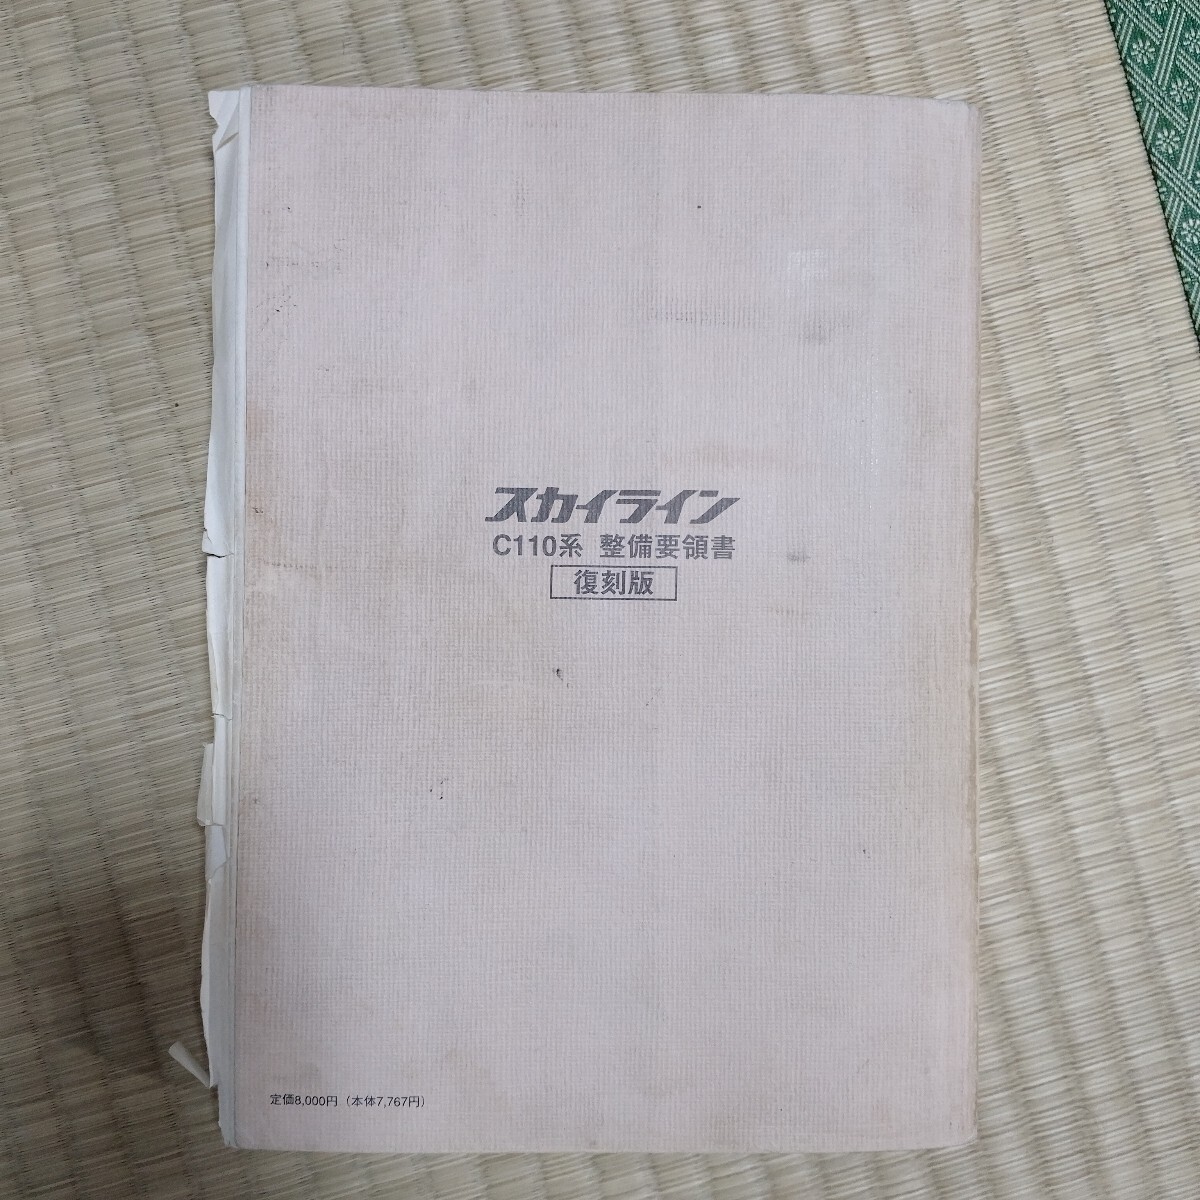 スカイライン
C110系 整備要領書
復刻版
定価8,000円（本体7,767円）